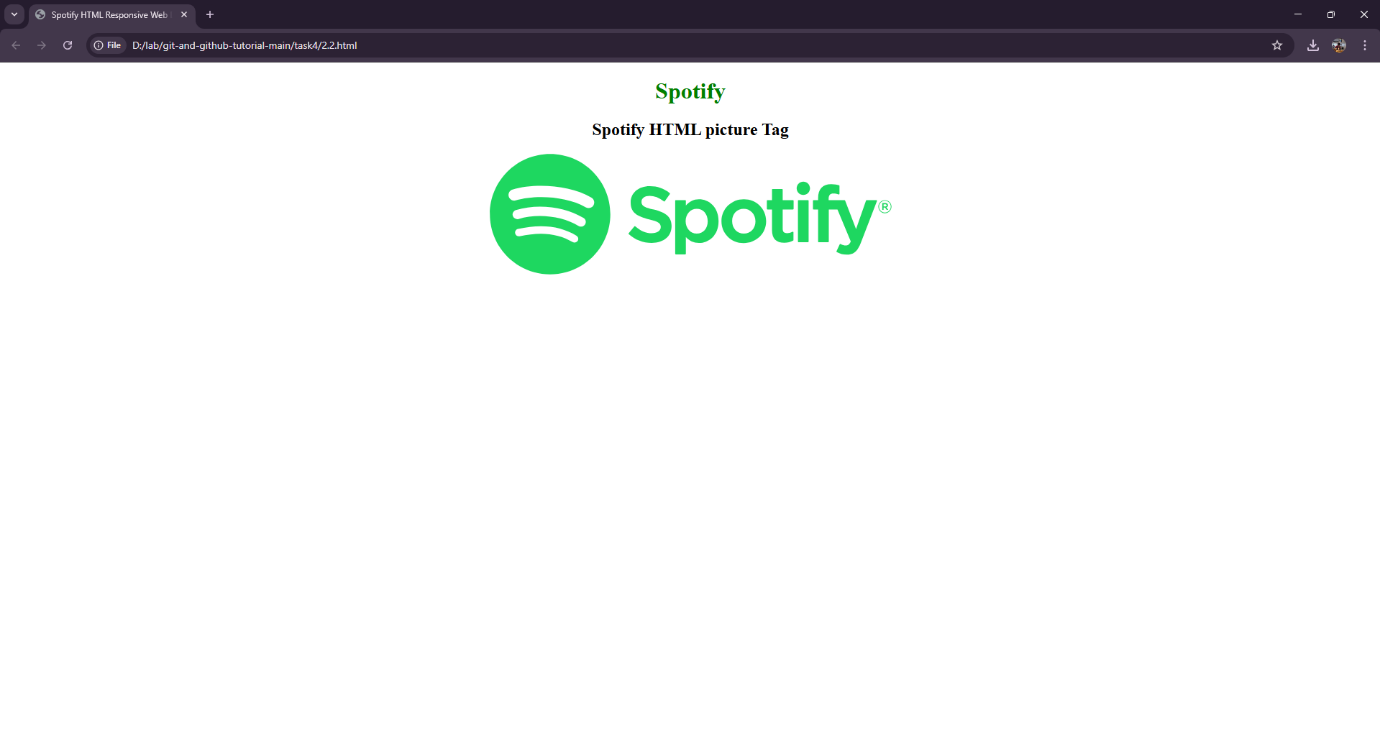 Spotify HTML Responsive Web
File D:/lab/git-and-github-tutorial-main/task4/2.2.html
Spotify
Spotify HTML picture Tag
Spotify®